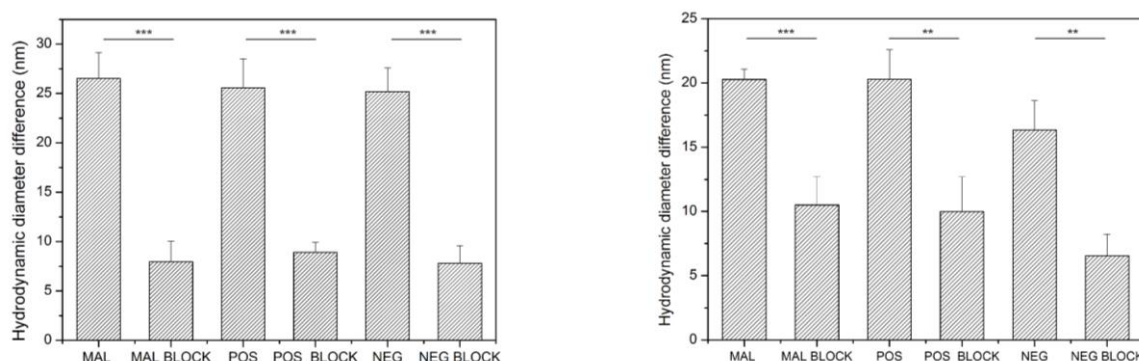 Hydrodynamic diameter difference (nm)
30
25
20
15
10
5
0
***
***
***
MAL
MAL BLOCK
POS
POS BLOCK
NEG
NEG BLOCK
Hydrodynamic diameter difference (nm)
25
20
15
10
5
0
***
**
**
MAL
MAL BLOCK
POS
POS BLOCK
NEG
NEG BLOCK